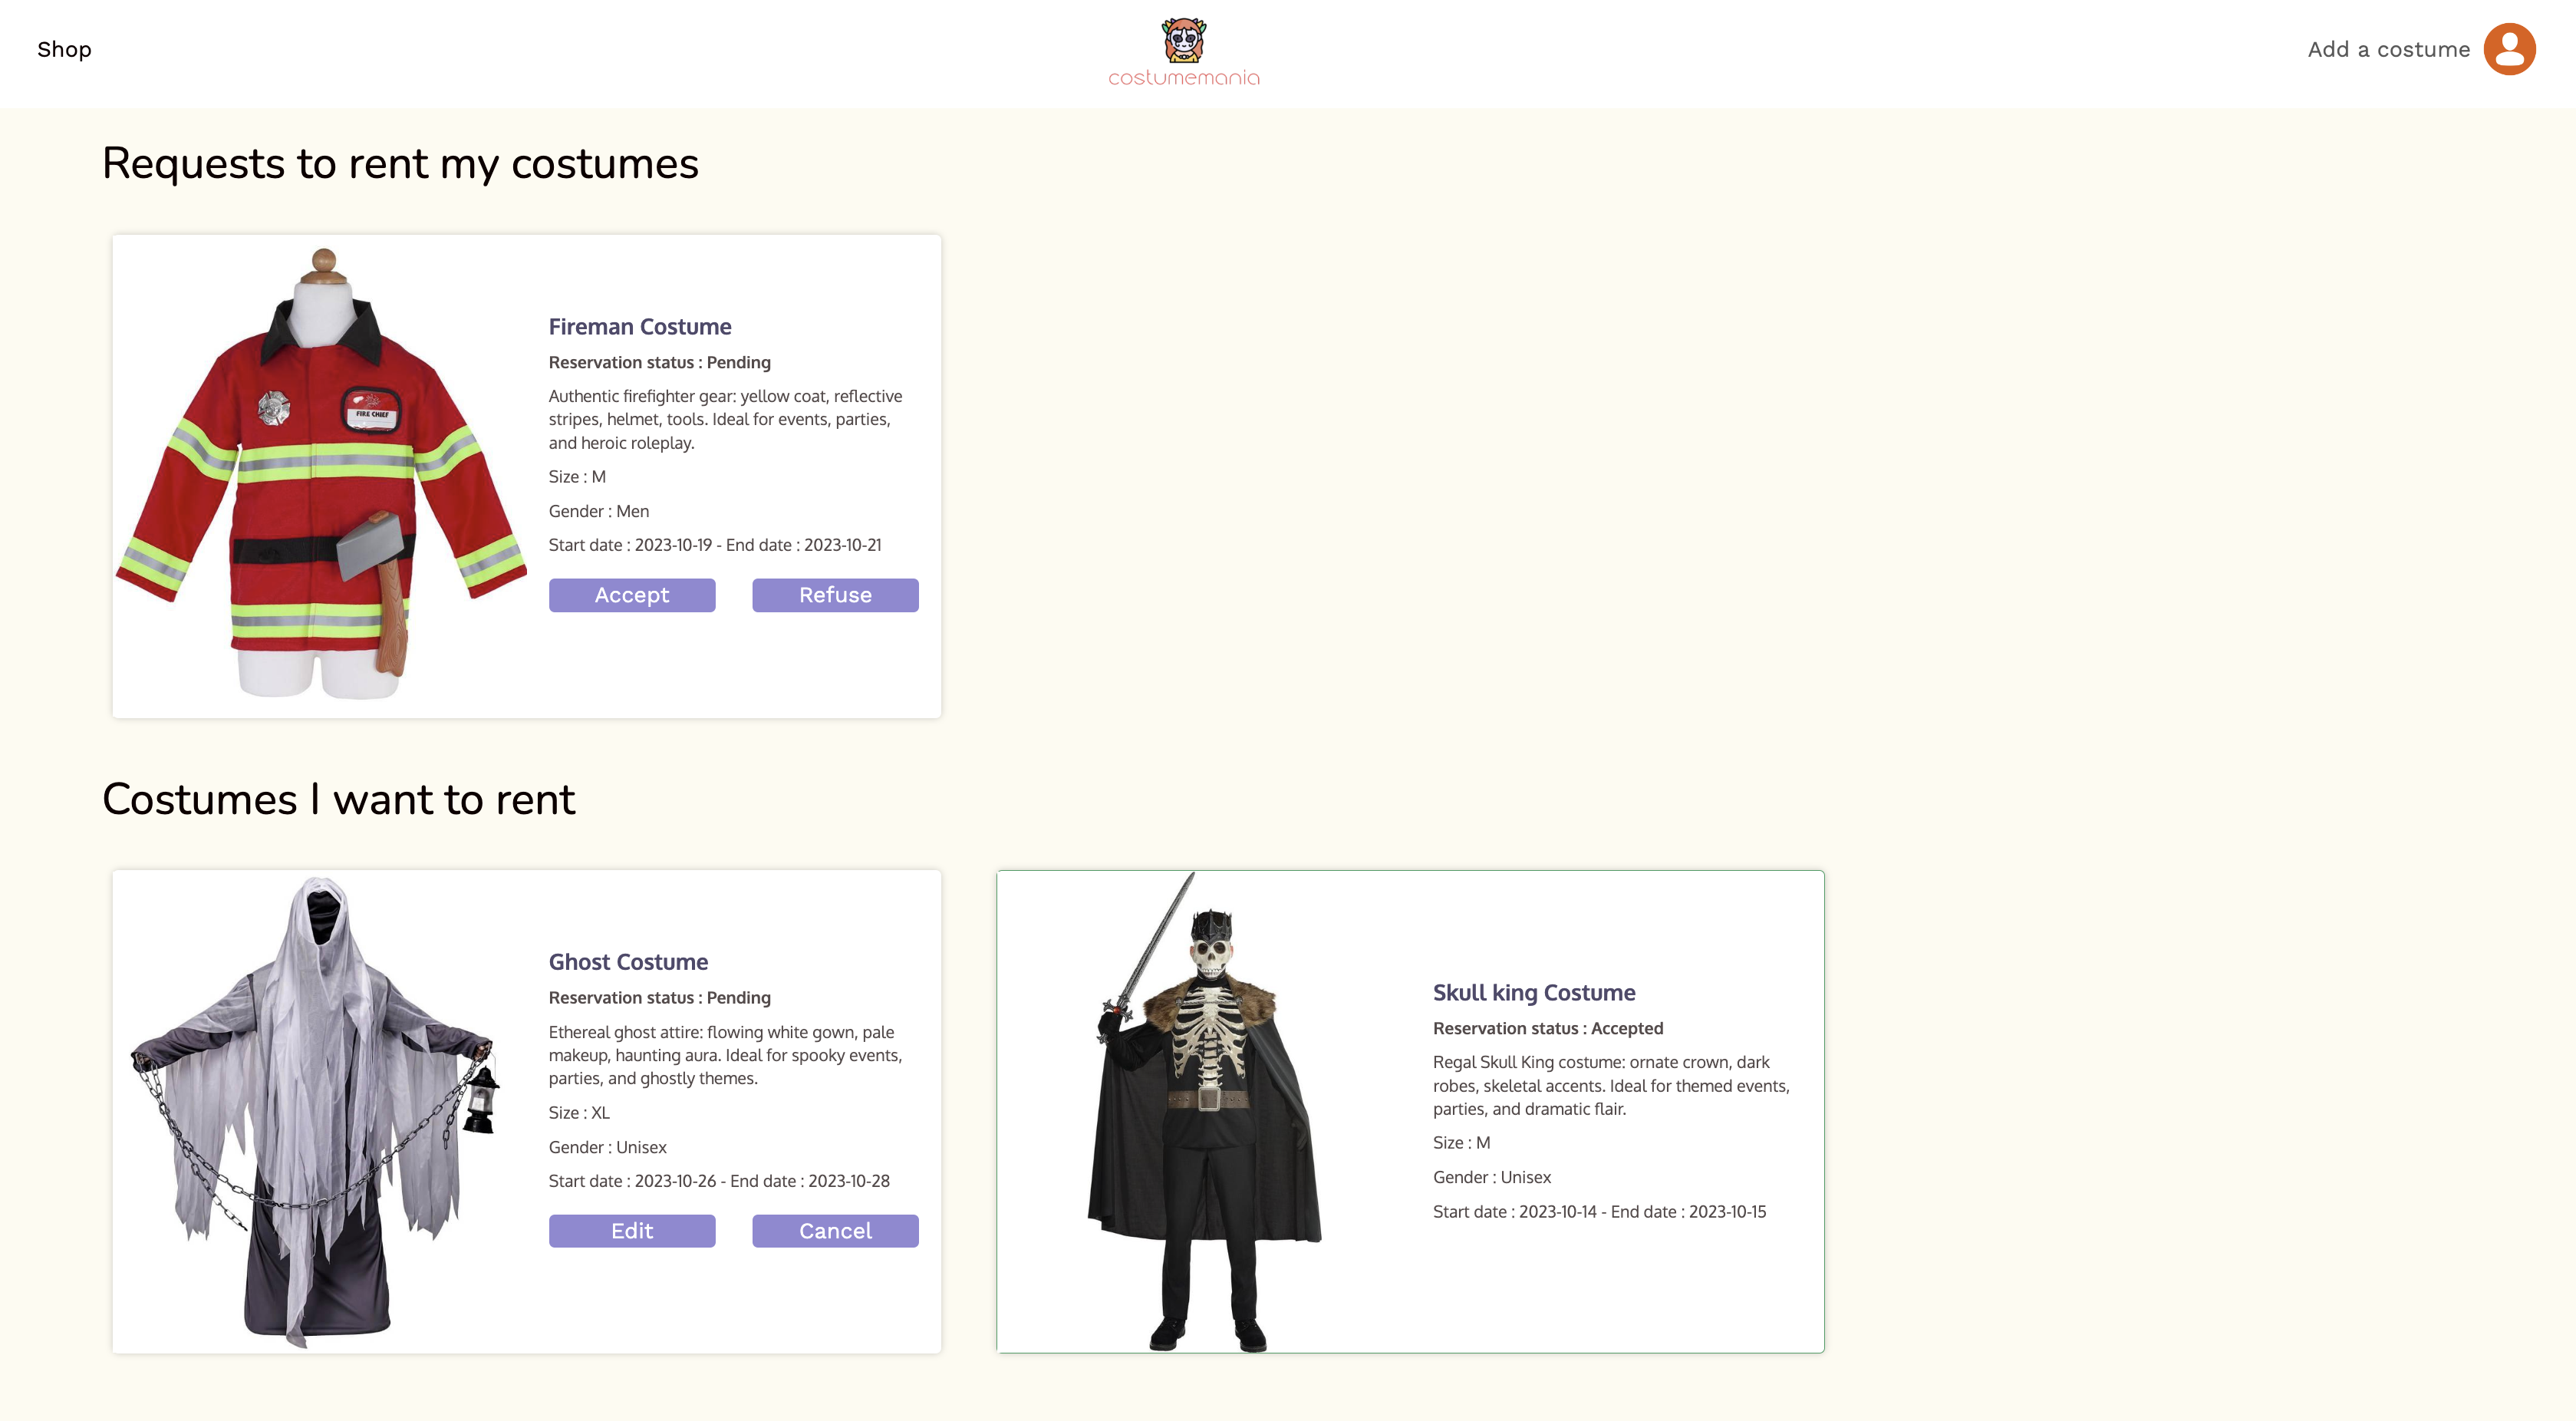 Shop
costumemania
Add a costume
Requests to rent my costumes
FIRE CHIEF
Fireman Costume
Reservation status : Pending
Authentic firefighter gear: yellow coat, reflective
stripes, helmet, tools. Ideal for events, parties,
and heroic roleplay.
Size : M
Gender : Men
Start date : 2023-10-19 - End date : 2023-10-21
Accept
Refuse
Costumes I want to rent
Ghost Costume
Reservation status : Pending
Ethereal ghost attire: flowing white gown, pale
makeup, haunting aura. Ideal for spooky events,
parties, and ghostly themes.
Size : XL
Gender : Unisex
Start date : 2023-10-26 - End date : 2023-10-28
Edit
Cancel
Skull king Costume
Reservation status : Accepted
Regal Skull King costume: ornate crown, dark
robes, skeletal accents. Ideal for themed events,
parties, and dramatic flair.
Size : M
Gender : Unisex
Start date : 2023-10-14 - End date : 2023-10-15